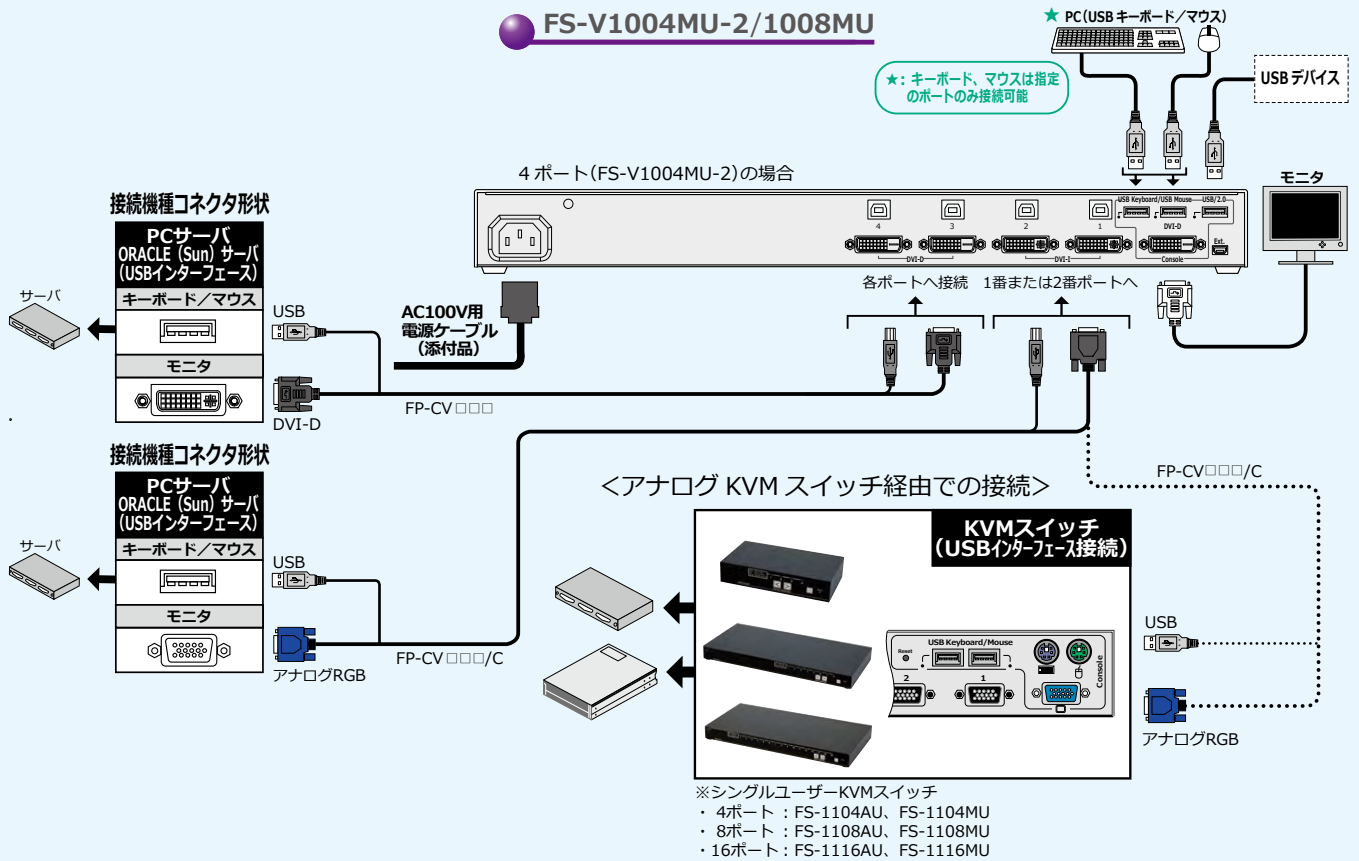 FS-V1004MU-2/1008MU
★ PC(USB キーボード／マウス)
★：キーボード、マウスは指定
のポートのみ接続可能
USB デバイス
4 ポート(FS-V1004MU-2)の場合
モニタ
USB Keyboard/USB Mouse
USB/2.0
4
3
2
1
DVI-D
Ext.
DVI-D
DVI-I
Console
接続機種コネクタ形状
PCサーバ
ORACLE（Sun）サーバ
（USBインターフェース）
キーボード／マウス
モニタ
サーバ
USB
DVI-D
AC100V用
電源ケーブル
（添付品）
各ポートへ接続
1番または2番ポートへ
FP-CV□□□
接続機種コネクタ形状
PCサーバ
ORACLE（Sun）サーバ
（USBインターフェース）
キーボード／マウス
モニタ
サーバ
USB
アナログRGB
FP-CV□□□/C
FP-CV□□□/C
＜アナログ KVM スイッチ経由での接続＞
KVMスイッチ
（USBインターフェース接続）
USB Keyboard/Mouse
Reset
2
1
Console
USB
アナログRGB
※シングルユーザーKVMスイッチ
・ 4ポート：FS-1104AU、FS-1104MU
・ 8ポート：FS-1108AU、FS-1108MU
・16ポート：FS-1116AU、FS-1116MU